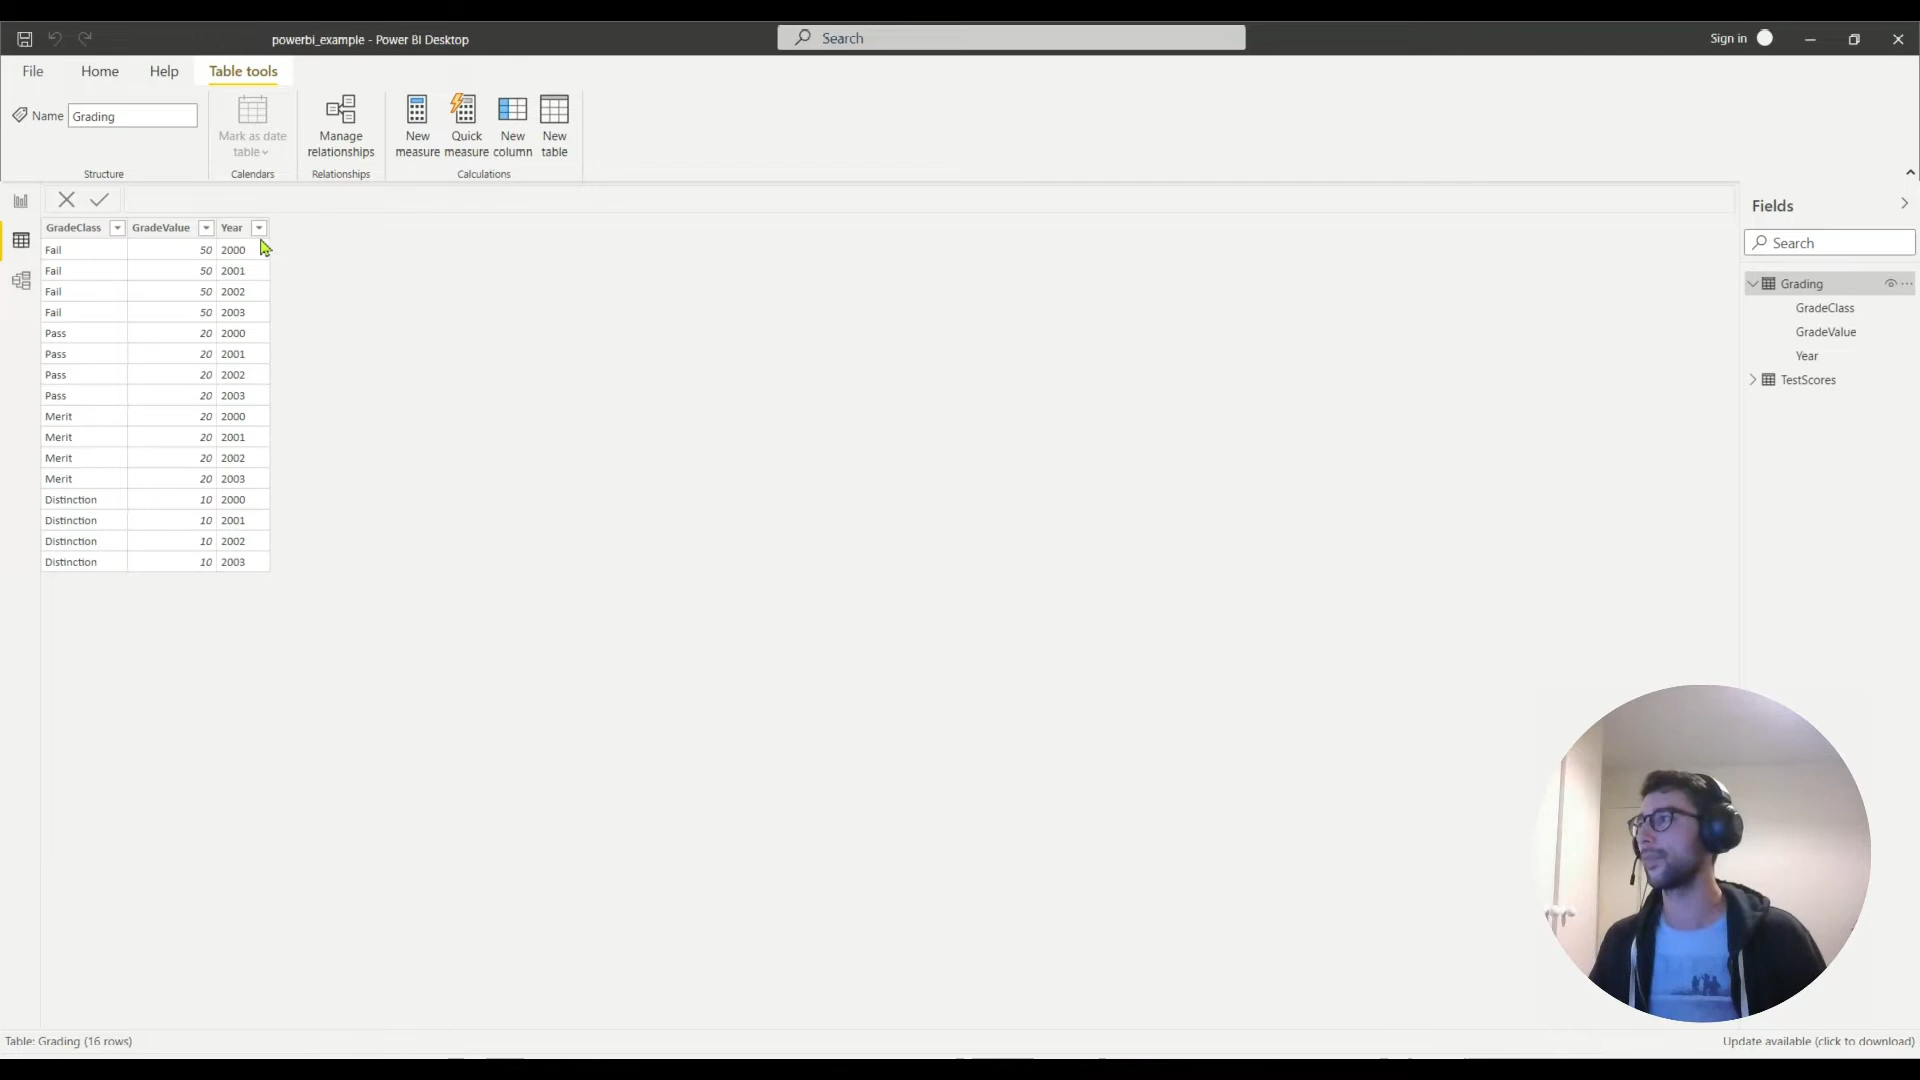 powerbi_example - Power BI Desktop
Search
Sign in
File Home Help Table tools
Name Grading
Mark as date table
Manage relationships
New measure
Quick measure
New column
New table
Structure Calendars Relationships Calculations
GradeClass GradeValue Year
Fail 50 2000
Fail 50 2001
Fail 50 2002
Fail 50 2003
Pass 20 2000
Pass 20 2001
Pass 20 2002
Pass 20 2003
Merit 20 2000
Merit 20 2001
Merit 20 2002
Merit 20 2003
Distinction 10 2000
Distinction 10 2001
Distinction 10 2002
Distinction 10 2003
Fields
Search
Grading
GradeClass
GradeValue
Year
TestScores
Table: Grading (16 rows)
Update available (click to download)